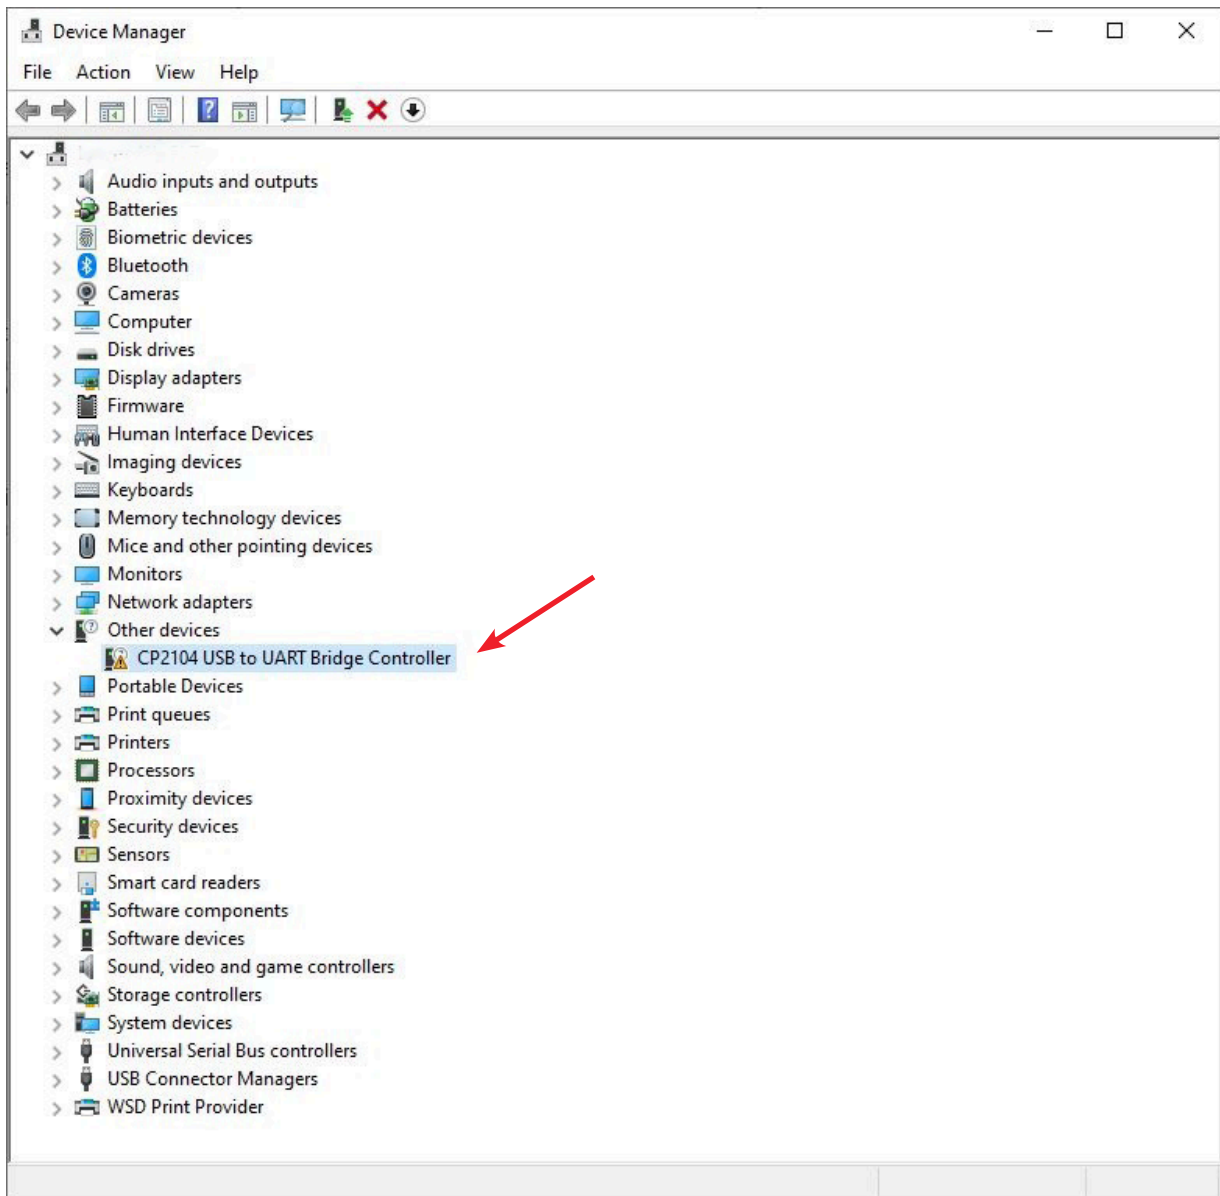 Device Manager
File Action View Help
Audio inputs and outputs
Batteries
Biometric devices
Bluetooth
Cameras
Computer
Disk drives
Display adapters
Firmware
Human Interface Devices
Imaging devices
Keyboards
Memory technology devices
Mice and other pointing devices
Monitors
Network adapters
Other devices
CP2104 USB to UART Bridge Controller
Portable Devices
Print queues
Printers
Processors
Proximity devices
Security devices
Sensors
Smart card readers
Software components
Software devices
Sound, video and game controllers
Storage controllers
System devices
Universal Serial Bus controllers
USB Connector Managers
WSD Print Provider